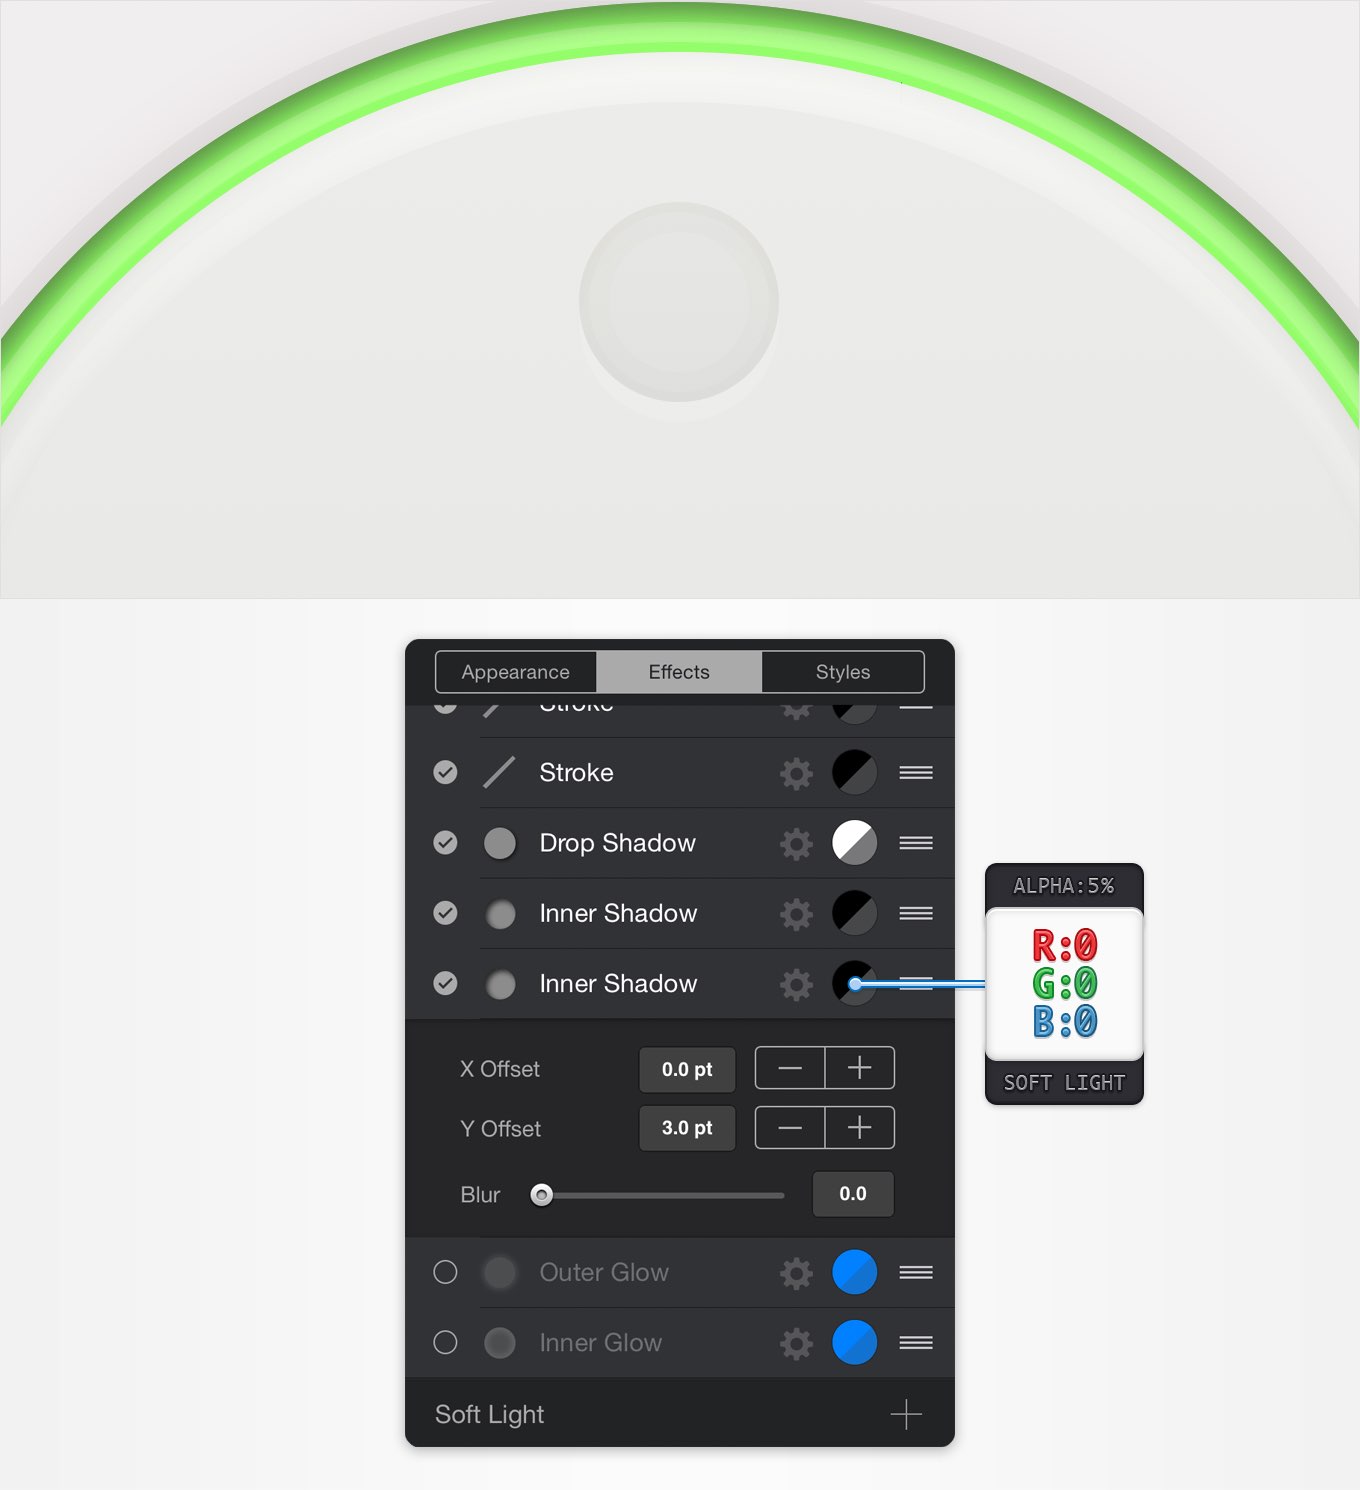 Appearance Effects Styles
Stroke
Stroke
Drop Shadow
Inner Shadow
Inner Shadow
ALPHA:5%
R:0
G:0
B:0
SOFT LIGHT
X Offset 0.0 pt
Y Offset 3.0 pt
Blur 0.0
Outer Glow
Inner Glow
Soft Light